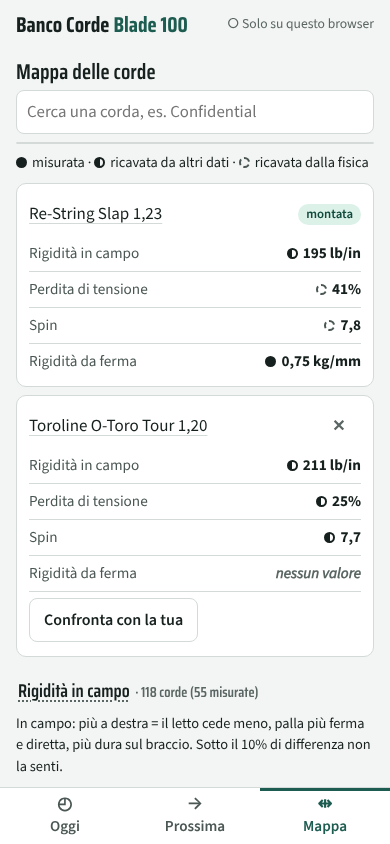 Banco Corde Blade 100
Solo su questo browser
Mappa delle corde
Cerca una corda, es. Confidential
misurata · ricavata da altri dati · ricavata dalla fisica
Re-String Slap 1,23
montata
Rigidità in campo
195 lb/in
Perdita di tensione
41%
Spin
7,8
Rigidità da ferma
0,75 kg/mm
Toroline O-Toro Tour 1,20
✕
Rigidità in campo
211 lb/in
Perdita di tensione
25%
Spin
7,7
Rigidità da ferma
nessun valore
Confronta con la tua
Rigidità in campo · 118 corde (55 misurate)
In campo: più a destra = il letto cede meno, palla più ferma
e diretta, più dura sul braccio. Sotto il 10% di differenza non
la senti.
Oggi
Prossima
Mappa